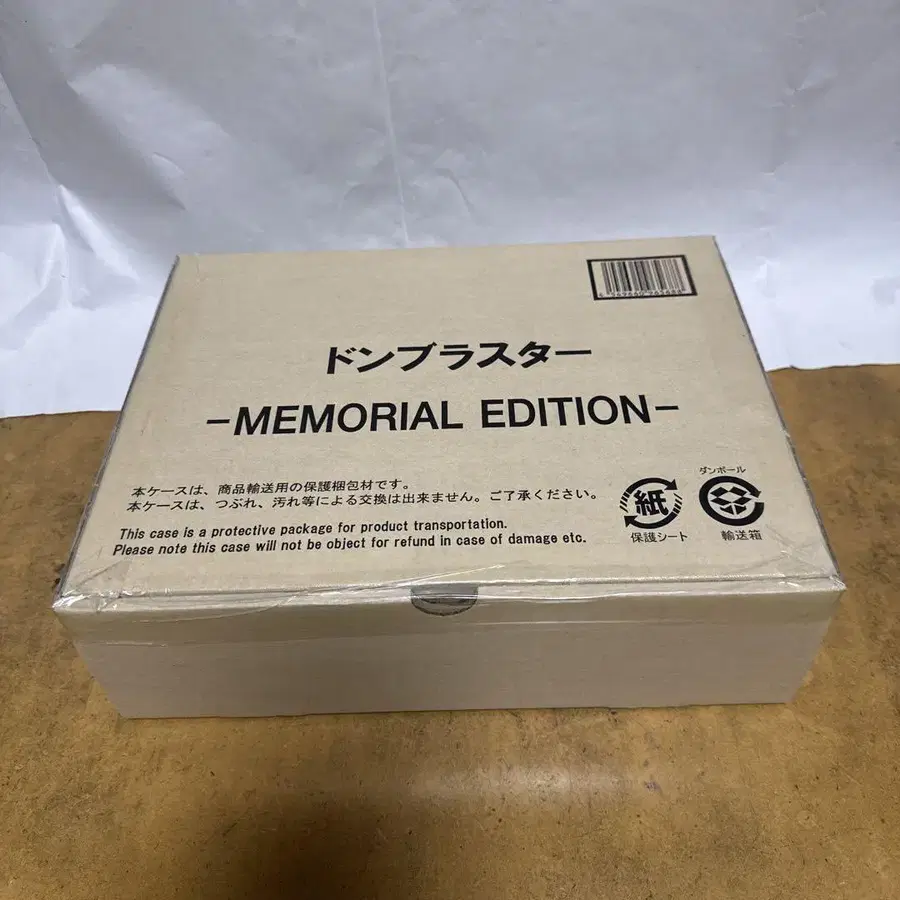 ドンブラスター
-MEMORIAL EDITION-
本ケースは、商品輸送用の保護梱包材です。
本ケースは、つぶれ、汚れ等による交換は出来ません。ご了承ください。
This case is a protective package for product transportation.
Please note this case will not be object for refund in case of damage etc.
紙
保護シート
ダンボール
輸送箱